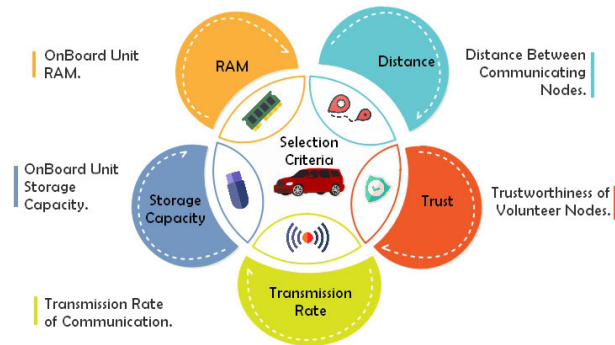 OnBoard Unit
RAM.
RAM
Distance
Distance Between
Communicating
Nodes.
Selection
Criteria
OnBoard Unit
Storage
Capacity.
Storage
Capacity
Trust
Trustworthiness of
Volunteer Nodes.
Transmission Rate
of Communication.
Transmission
Rate